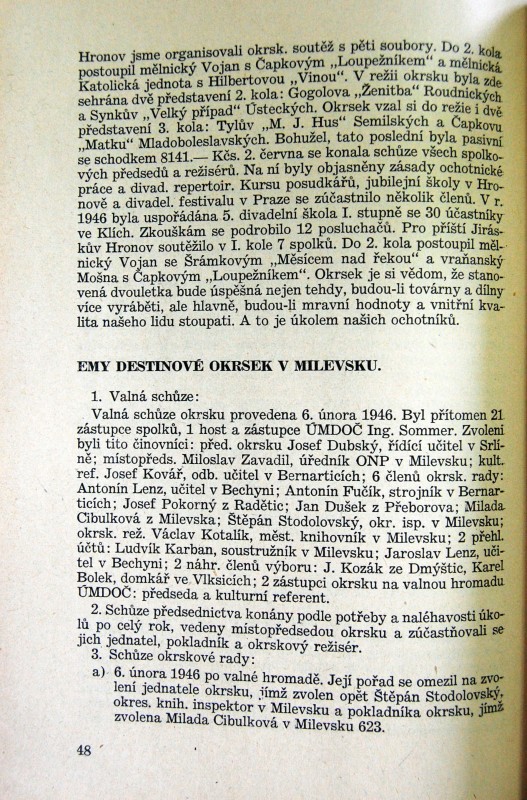 Hronov jsme organisovali okrsk. soutěž s pěti soubory. Do 2. kola
postoupil mělnický Vojan s Čapkovým „Loupežníkem" a mělnická
Katolická jednota s Hilbertovou „Vinou". V režii okrsku byla zde
sehrána dvě představení 2. kola: Gogolova „Ženitba" Roudnických
a Synkův „Velký případ" Ústeckých. Okrsek vzal si do režie i dvě
představení 3. kola: Tylův „M. J. Hus" Semilských a Čapkovu
„Matku" Mladoboleslavských. Bohužel, tato poslední byla pasivní
se schodkem 8141.— Kčs. 2. června se konala schůze všech spolko-
vých předsedů a režisérů. Na ní byly objasněny zásady ochotnické
práce a divad. repertoir. Kursu posudkářů, jubilejní školy v Hro-
nově a divadel. festivalu v Praze se zúčastnilo několik členů. V r.
1946 byla uspořádána 5. divadelní škola I. stupně se 30 účastníky
ve Klích. Zkouškám se podrobilo 12 posluchačů. Pro příští Jirás-
kův Hronov soutěžilo v I. kole 7 spolků. Do 2. kola postoupil měl-
nický Vojan se Šrámkovým „Měsícem nad řekou" a vraňanský
Mošna s Čapkovým „Loupežníkem". Okrsek je si vědom, že stano-
vená dvouletka bude úspěšná nejen tehdy, budou-li továrny a dílny
více vyráběti, ale hlavně, budou-li mravní hodnoty a vnitřní kva-
lita našeho lidu stoupati. A to je úkolem našich ochotníků.
EMY DESTINOVÉ OKRSEK V MILEVSKU.
1. Valná schůze:
Valná schůze okrsku provedena 6. února 1946. Byl přítomen 21
zástupce spolků, 1 host a zástupce ÚMDOČ Ing. Sommer. Zvoleni
byli tito činovníci: před. okrsku Josef Dubský, řídící učitel v Srlí-
ně; místopředs. Miloslav Zavadil, úředník ONP v Milevsku; kult.
ref. Josef Kovář, odb. učitel v Bernarticích; 6 členů okrsk. rady:
Antonín Lenz, učitel v Bechyni; Antonín Fučík, strojník v Bernar-
ticích; Josef Pokorný z Radětic; Jan Dušek z Přeborova; Milada
Cibulková z Milevska; Štěpán Stodolovský, okr. isp. v Milevsku;
okrsk. rež. Václav Kotalík, měst. knihovník v Milevsku; 2 přehl.
účtů: Ludvík Karban, soustružník v Milevsku; Jaroslav Lenz, uči-
tel v Bechyni; 2 náhr. členů výboru: J. Kozák ze Dmýštic, Karel
Bolek, domkář ve Vlksicích; 2 zástupci okrsku na valnou hromadu
ÚMDOČ: předseda a kulturní referent.
2. Schůze předsednictva konány podle potřeby a naléhavosti úko-
lů po celý rok, vedeny místopředsedou okrsku a zúčastňovali se
jich jednatel, pokladník a okrskový režisér.
3. Schůze okrskové rady:
a) 6. února 1946 po valné hromadě. Její pořad se omezil na zvo-
lení jednatele okrsku, jímž zvolen opět Štěpán Stodolovský,
okres. knih. inspektor v Milevsku a pokladníka okrsku, jímž
zvolena Milada Cibulková v Milevsku 623.
48